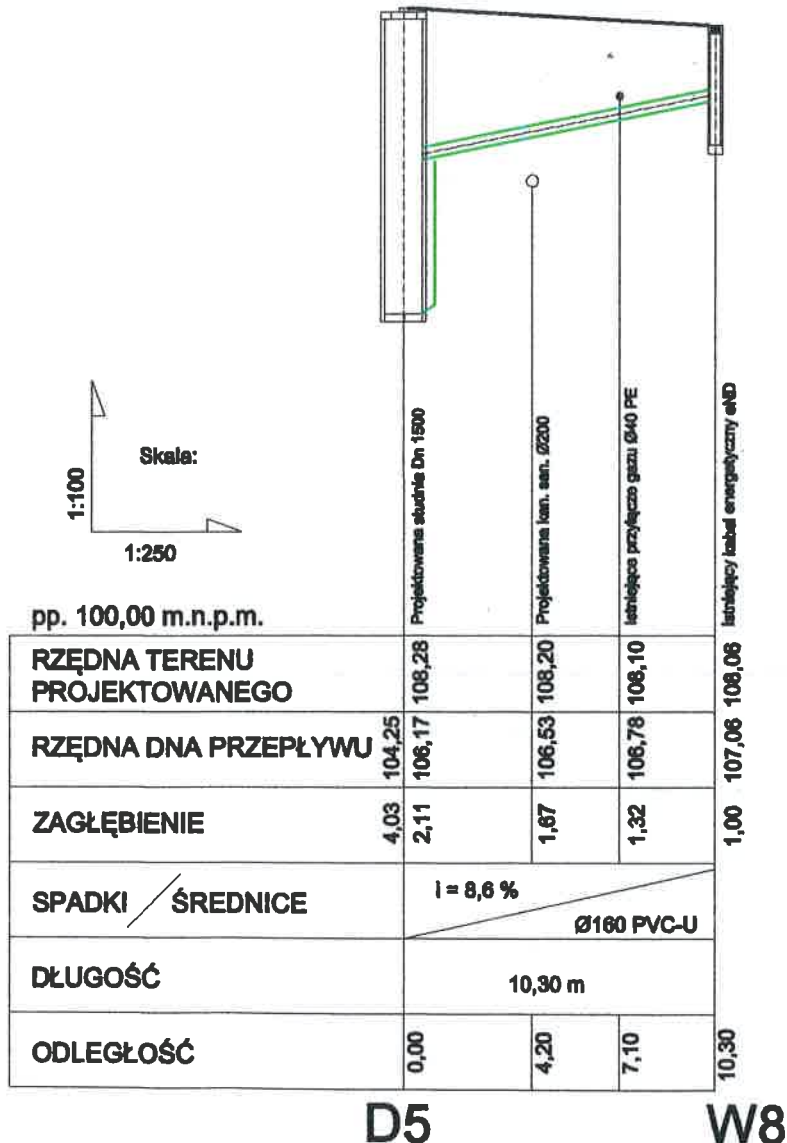 Projektowana studnia Dn 1500
Projektowana kan. san. Ø200
Istniejące przyłącze gazu Ø40 PE
Istniejący kabel energetyczny eND
Skala:
1:100
1:250
pp. 100,00 m.n.p.m.
RZĘDNA TERENU
PROJEKTOWANEGO
108,28
108,20
108,10
108,06
RZĘDNA DNA PRZEPŁYWU
104,25
106,17
106,53
106,78
107,06
ZAGŁĘBIENIE
4,03
2,11
1,67
1,32
1,00
SPADKI / ŚREDNICE
i = 8,6 %
Ø160 PVC-U
DŁUGOŚĆ
10,30 m
ODLEGŁOŚĆ
0,00
4,20
7,10
10,30
D5
W8